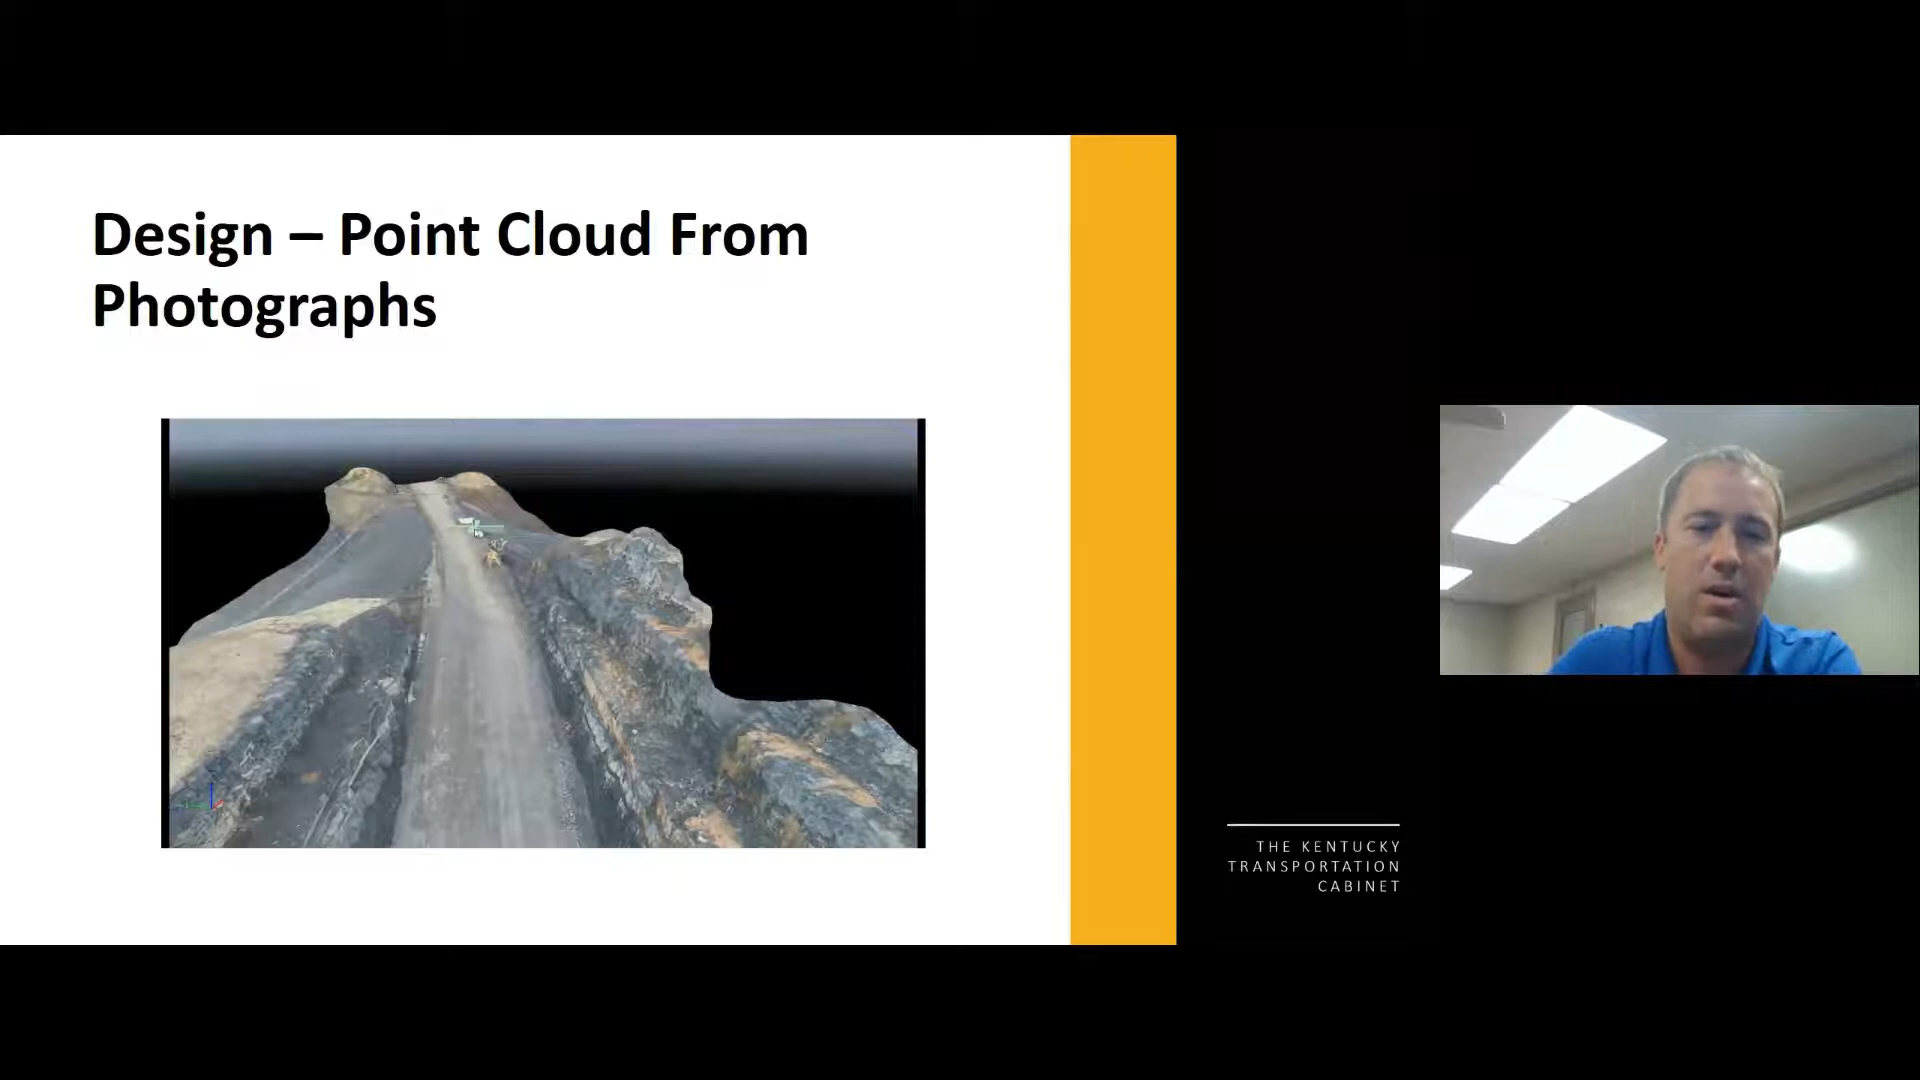 Design – Point Cloud From
Photographs
THE KENTUCKY
TRANSPORTATION
CABINET